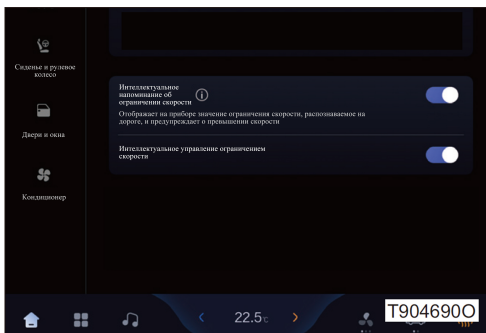 Сиденье и рулевое
колесо
Двери и окна
Кондиционер
Интеллектуальное
напоминание об
ограничении скорости
Отображает на приборе значение ограничения скорости, распознаваемое на
дороге, и предупреждает о превышении скорости
Интеллектуальное управление ограничением
скорости
22.5°C
T904690O